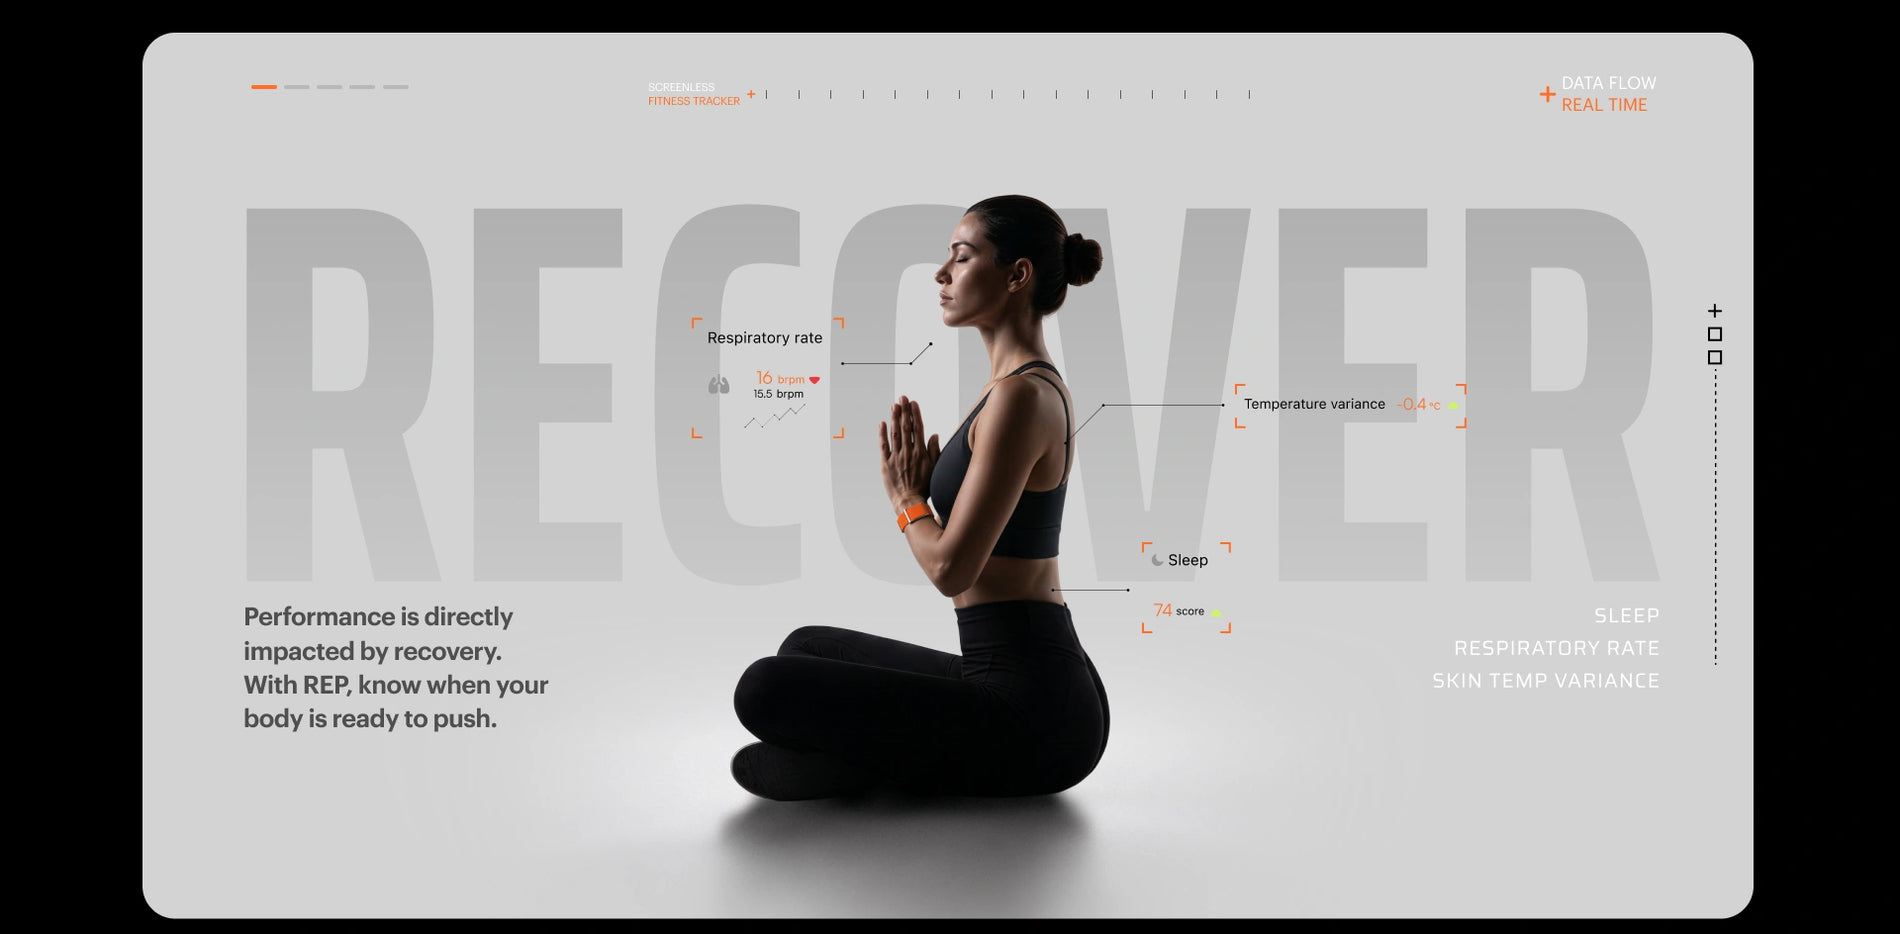 SCREENLESS
FITNESS TRACKER
DATA FLOW
REAL TIME
RECOVER
Respiratory rate
16 brpm
15.5 brpm
Temperature variance -0.4 °C
Sleep
74 score
Performance is directly
impacted by recovery.
With REP, know when your
body is ready to push.
SLEEP
RESPIRATORY RATE
SKIN TEMP VARIANCE